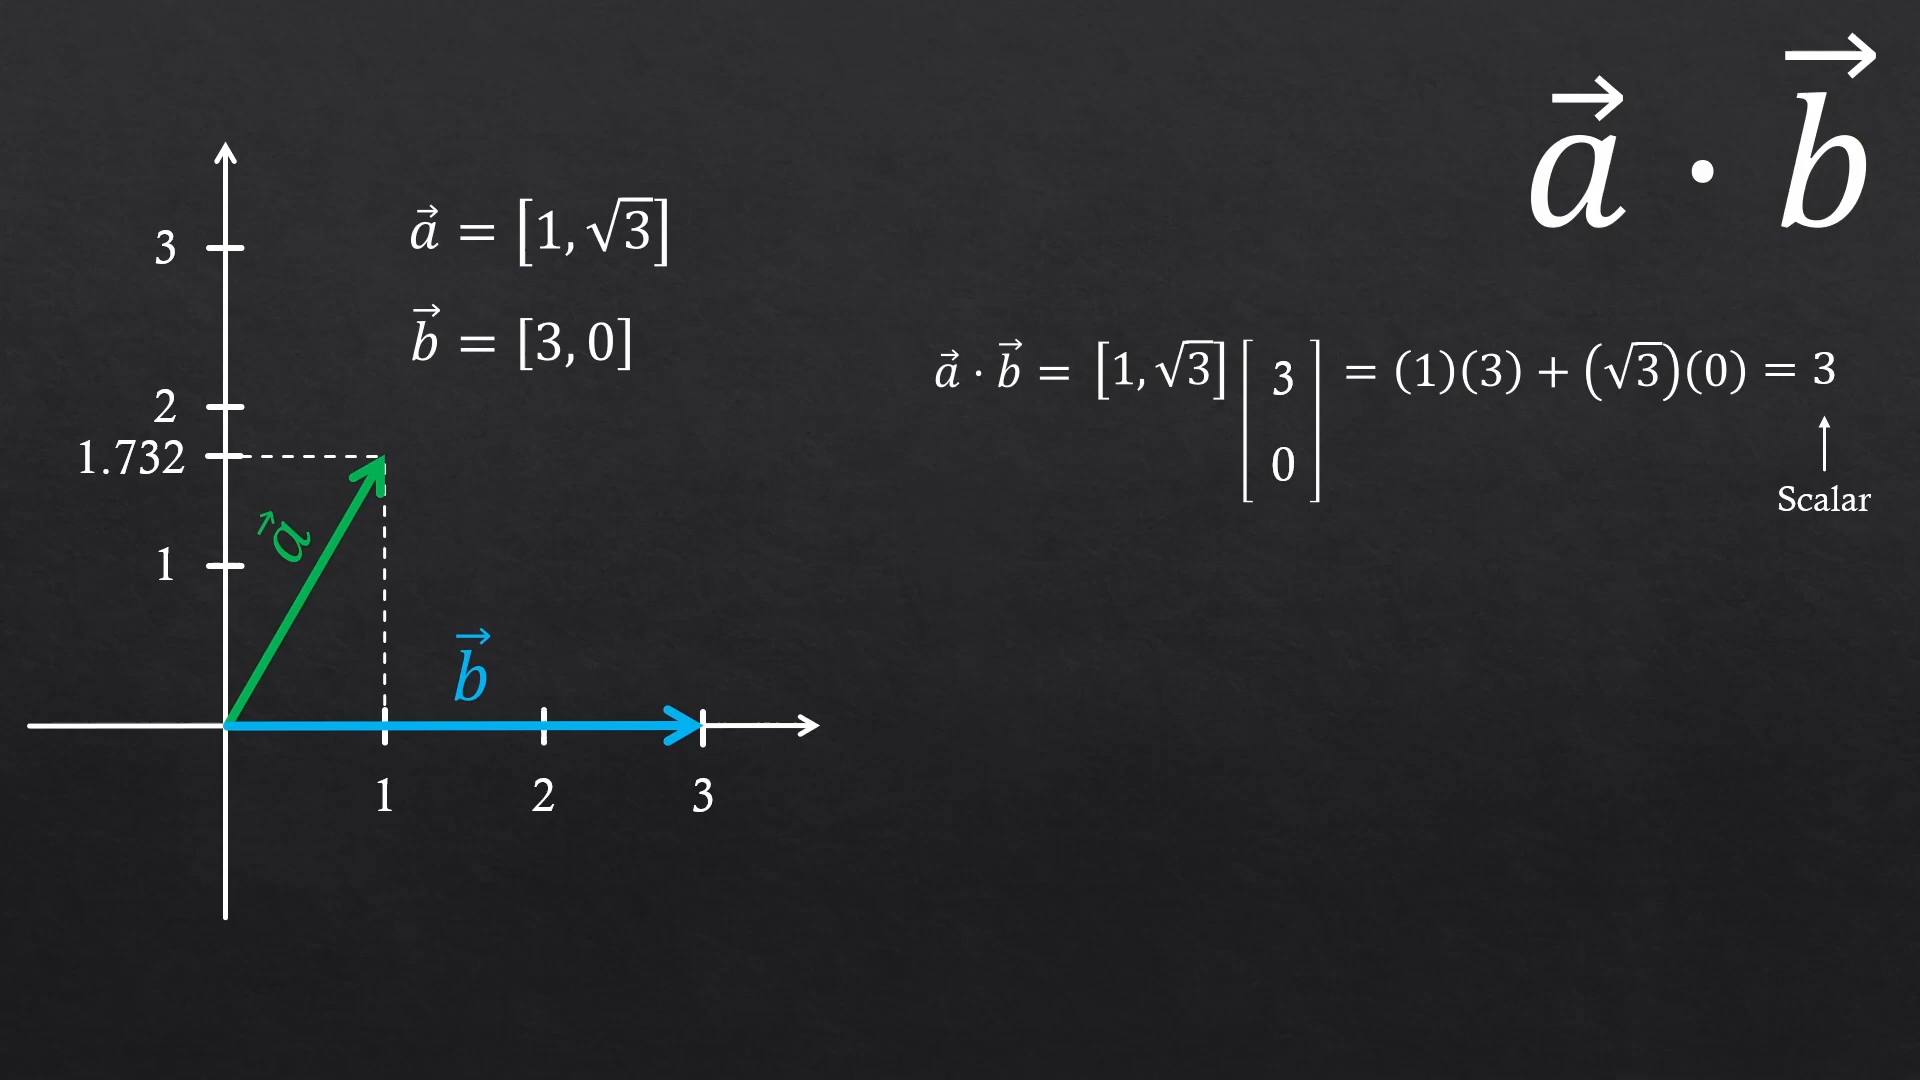 a⃗ · b⃗
a⃗ = [1, √3]
b⃗ = [3, 0]
a⃗ · b⃗ = [1, √3] [3 0] = (1)(3) + (√3)(0) = 3
Scalar
3
2
1.732
1
a⃗
b⃗
1 2 3